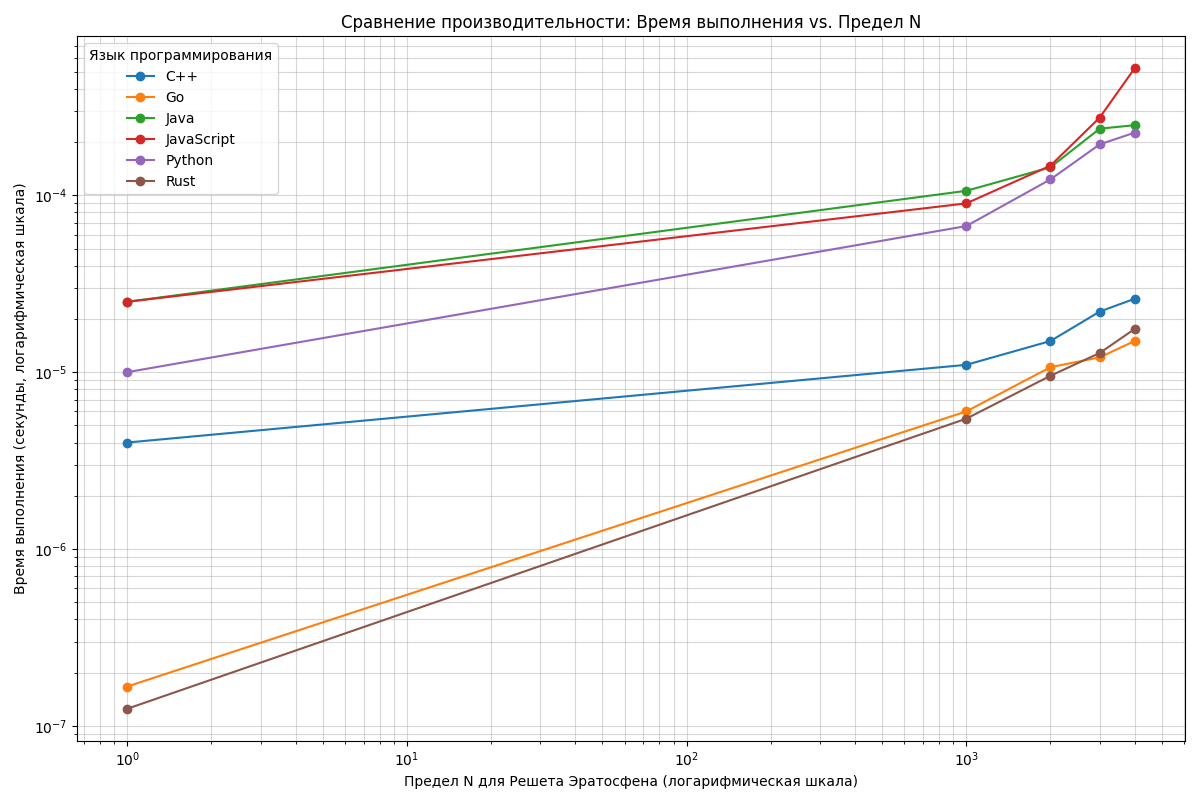 Сравнение производительности: Время выполнения vs. Предел N
Язык программирования
C++
Go
Java
JavaScript
Python
Rust
Время выполнения (секунды, логарифмическая шкала)
10⁻⁴
10⁻⁵
10⁻⁶
10⁻⁷
10⁰
10¹
10²
10³
Предел N для Решета Эратосфена (логарифмическая шкала)